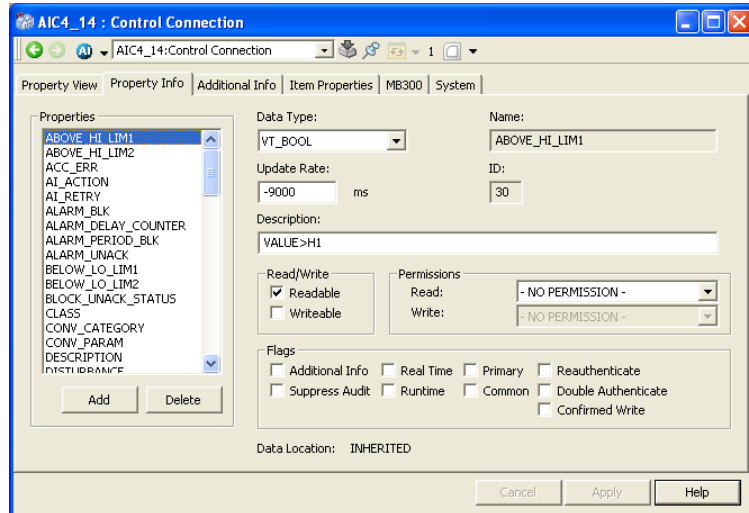 AIC4_14 : Control Connection
AIC4_14:Control Connection 1
Property View Property Info Additional Info Item Properties MB300 System
Properties
ABOVE_HI_LIM1
ABOVE_HI_LIM2
ACC_ERR
AI_ACTION
AI_RETRY
ALARM_BLK
ALARM_DELAY_COUNTER
ALARM_PERIOD_BLK
ALARM_UNACK
BELOW_LO_LIM1
BELOW_LO_LIM2
BLOCK_UNACK_STATUS
CLASS
CONV_CATEGORY
CONV_PARAM
DESCRIPTION
DISTURBANCE
Add Delete
Data Type: Name:
VT_BOOL ABOVE_HI_LIM1
Update Rate: ID:
-9000 ms 30
Description:
VALUE>H1
Read/Write Permissions
Readable Read: - NO PERMISSION -
Writeable Write: - NO PERMISSION -
Flags
Additional Info Real Time Primary Reauthenticate
Suppress Audit Runtime Common Double Authenticate
Confirmed Write
Data Location: INHERITED
Cancel Apply Help